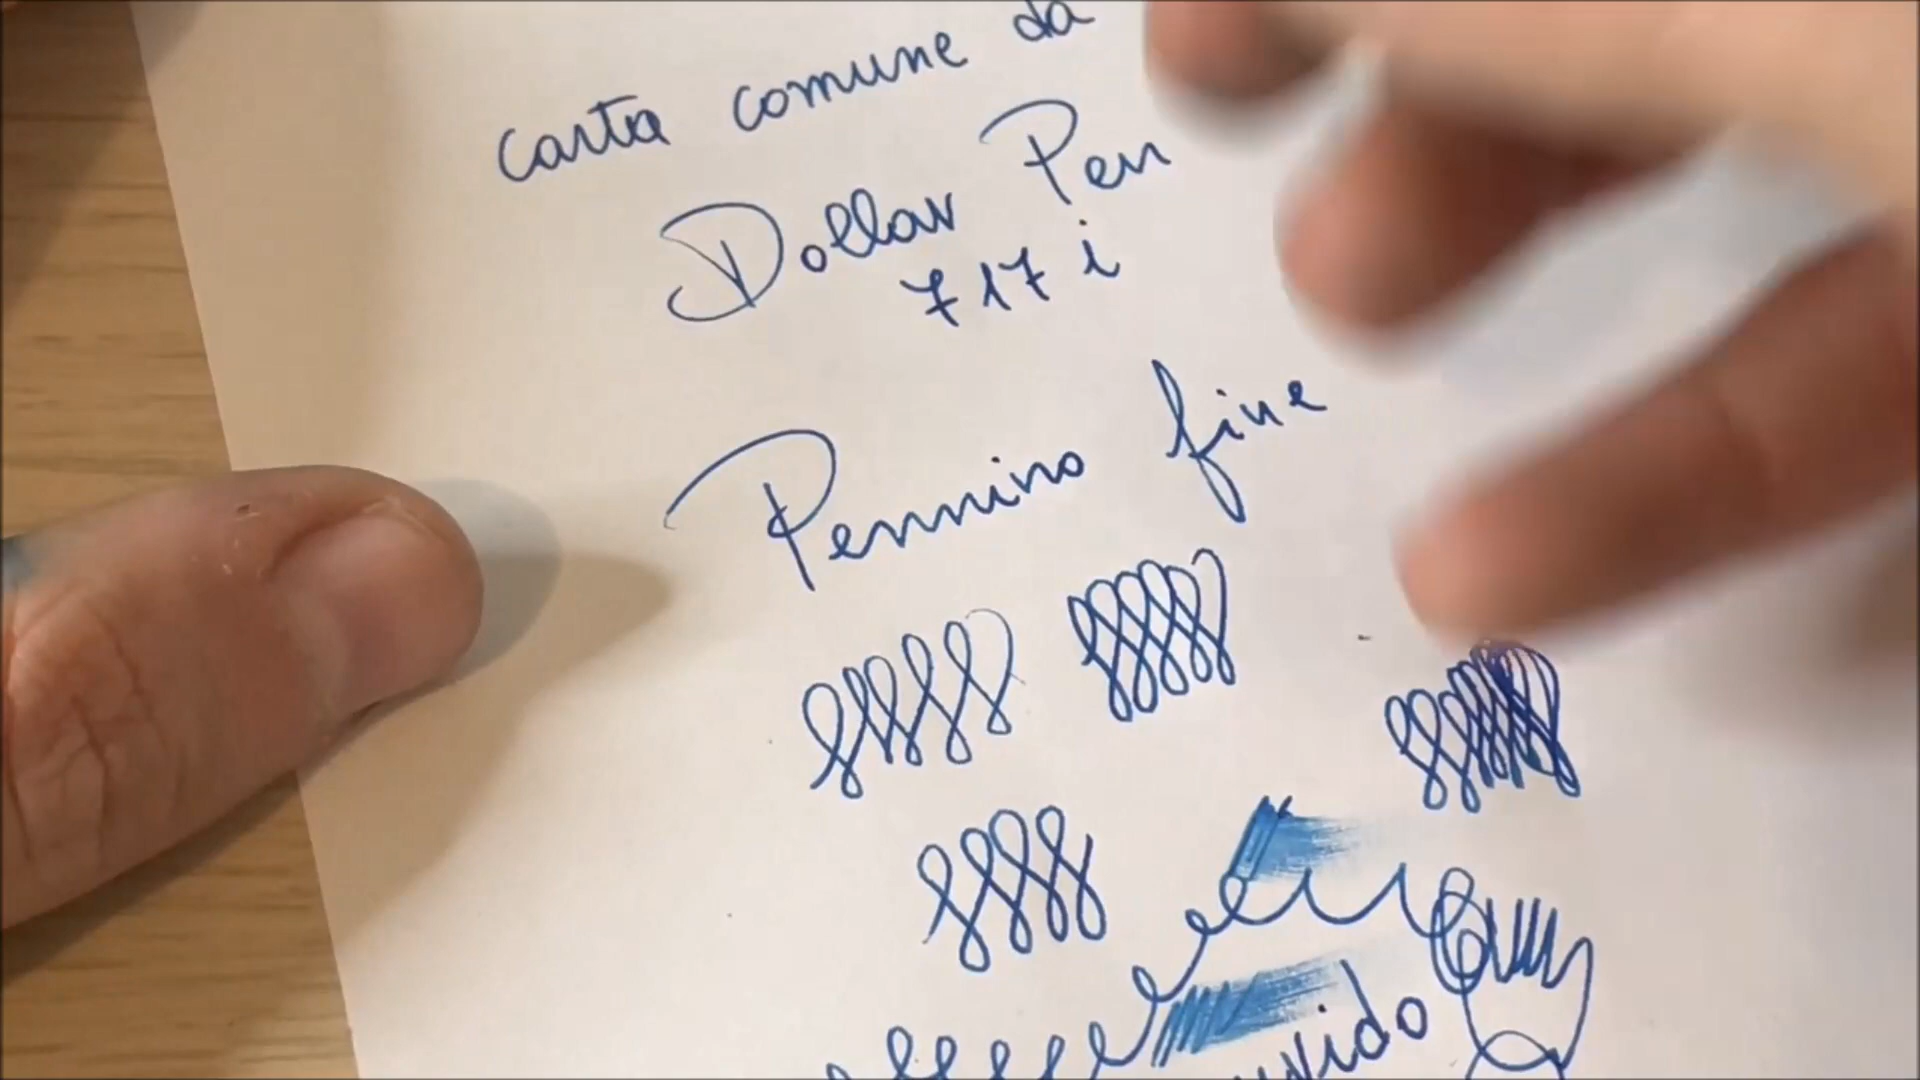 carta comune da
Dollar Pen
717 i
Pennino fine